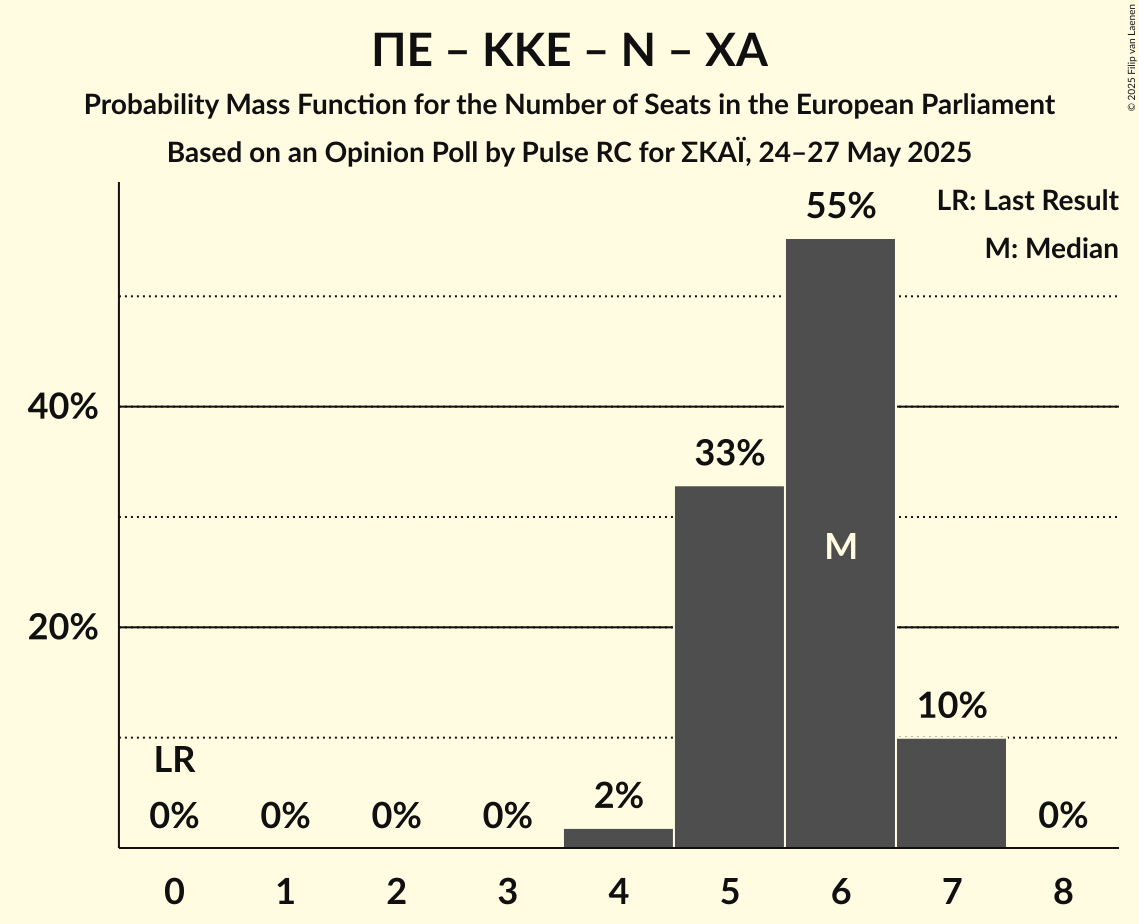 ΠΕ – ΚΚΕ – Ν – ΧΑ
Probability Mass Function for the Number of Seats in the European Parliament
Based on an Opinion Poll by Pulse RC for ΣΚΑΪ, 24–27 May 2025
© 2025 Filip van Laenen
LR: Last Result
M: Median
55%
40%
33%
M
20%
10%
LR
0% 0% 0% 0% 2% 0%
0 1 2 3 4 5 6 7 8